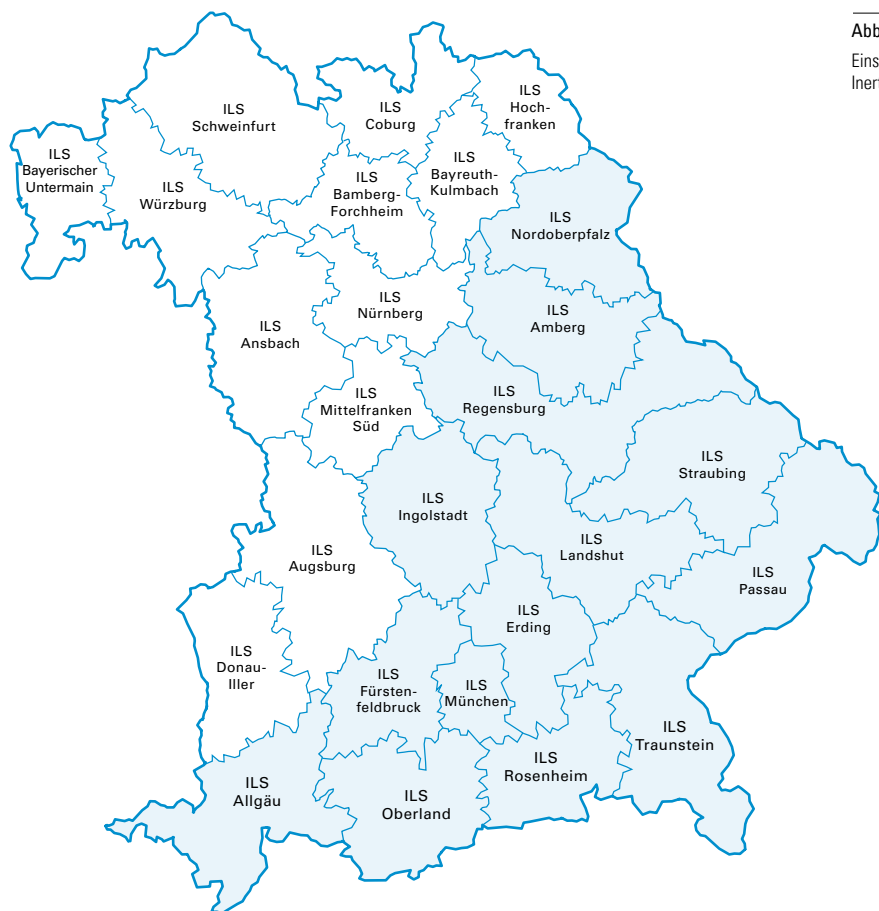 Abb
Eins
Iner
ILS
Hoch-
franken
ILS
Coburg
ILS
Schweinfurt
ILS
Bayerischer
Untermain
ILS
Würzburg
ILS
Bamberg-
Forchheim
ILS
Bayreuth-
Kulmbach
ILS
Nordoberpfalz
ILS
Nürnberg
ILS
Amberg
ILS
Ansbach
ILS
Mittelfranken
Süd
ILS
Regensburg
ILS
Straubing
ILS
Ingolstadt
ILS
Landshut
ILS
Augsburg
ILS
Passau
ILS
Erding
ILS
Donau-
Iller
ILS
Fürsten-
feldbruck
ILS
München
ILS
Traunstein
ILS
Rosenheim
ILS
Allgäu
ILS
Oberland